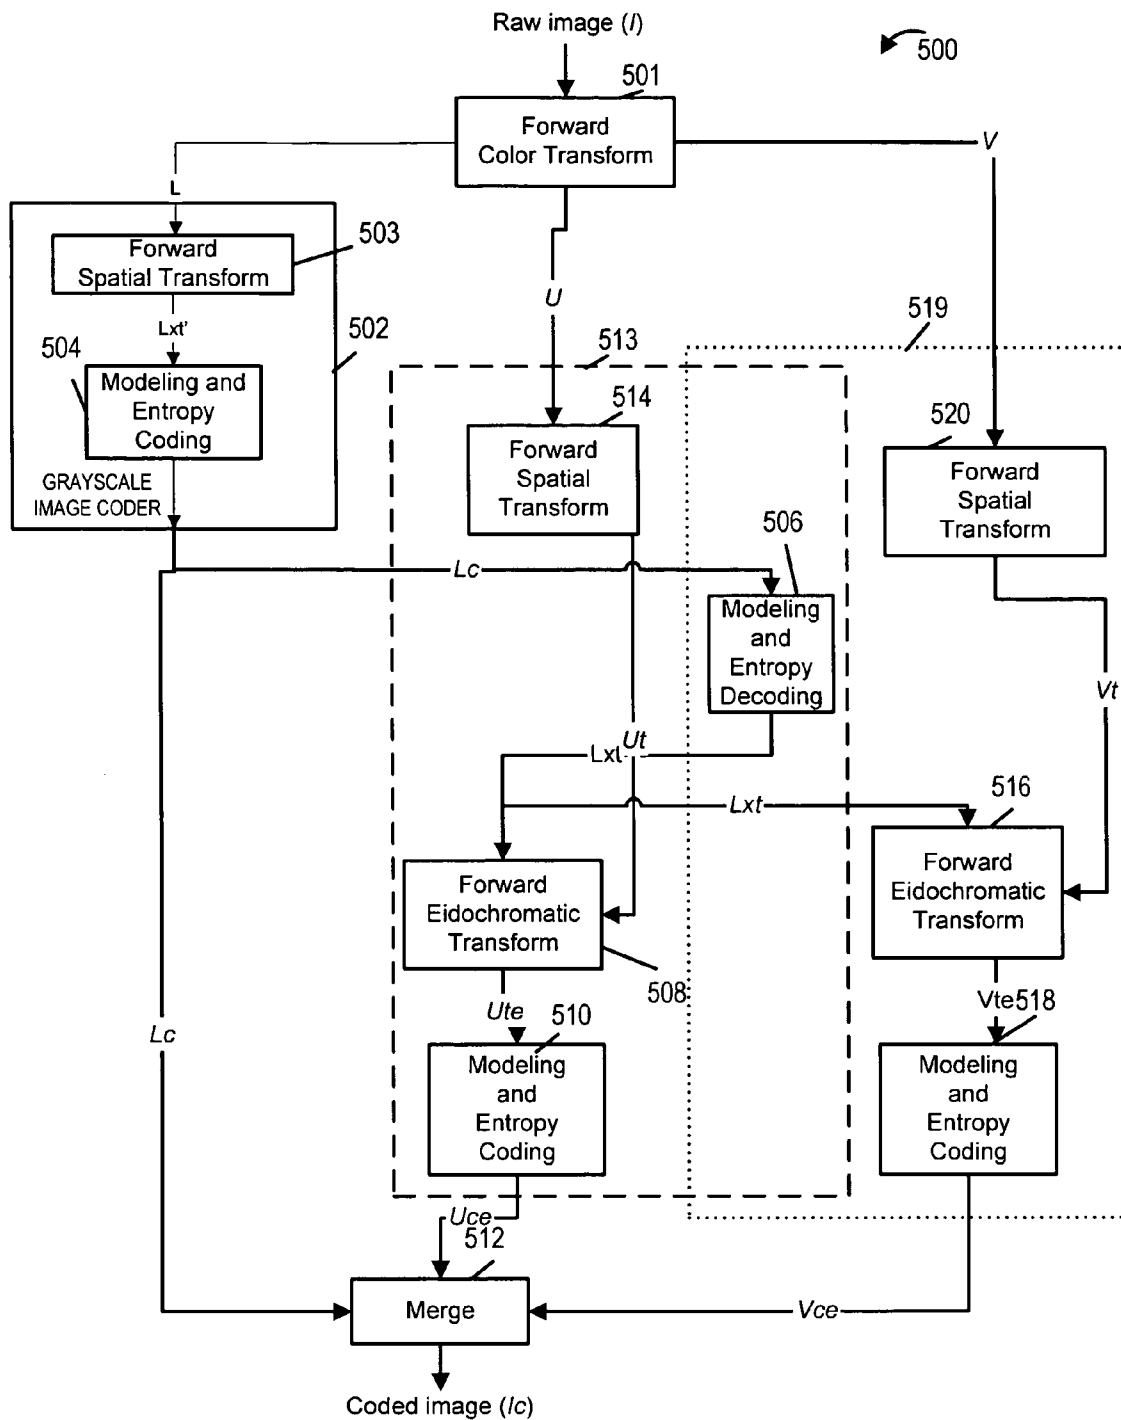 Raw image (I)
500
501
Forward
Color Transform
V
L
503
Forward
Spatial Transform
U
Lxt'
502
504
Modeling and
Entropy
Coding
GRAYSCALE
IMAGE CODER
519
513
514
Forward
Spatial
Transform
520
Forward
Spatial
Transform
506
Lc
Modeling
and
Entropy
Decoding
Vt
Ut
Lxt
Lxt
516
Forward
Eidochromatic
Transform
Forward
Eidochromatic
Transform
508
Ute
Vte
518
510
Lc
Modeling
and
Entropy
Coding
Modeling
and
Entropy
Coding
Uce
512
Merge
Vce
Coded image (Ic)